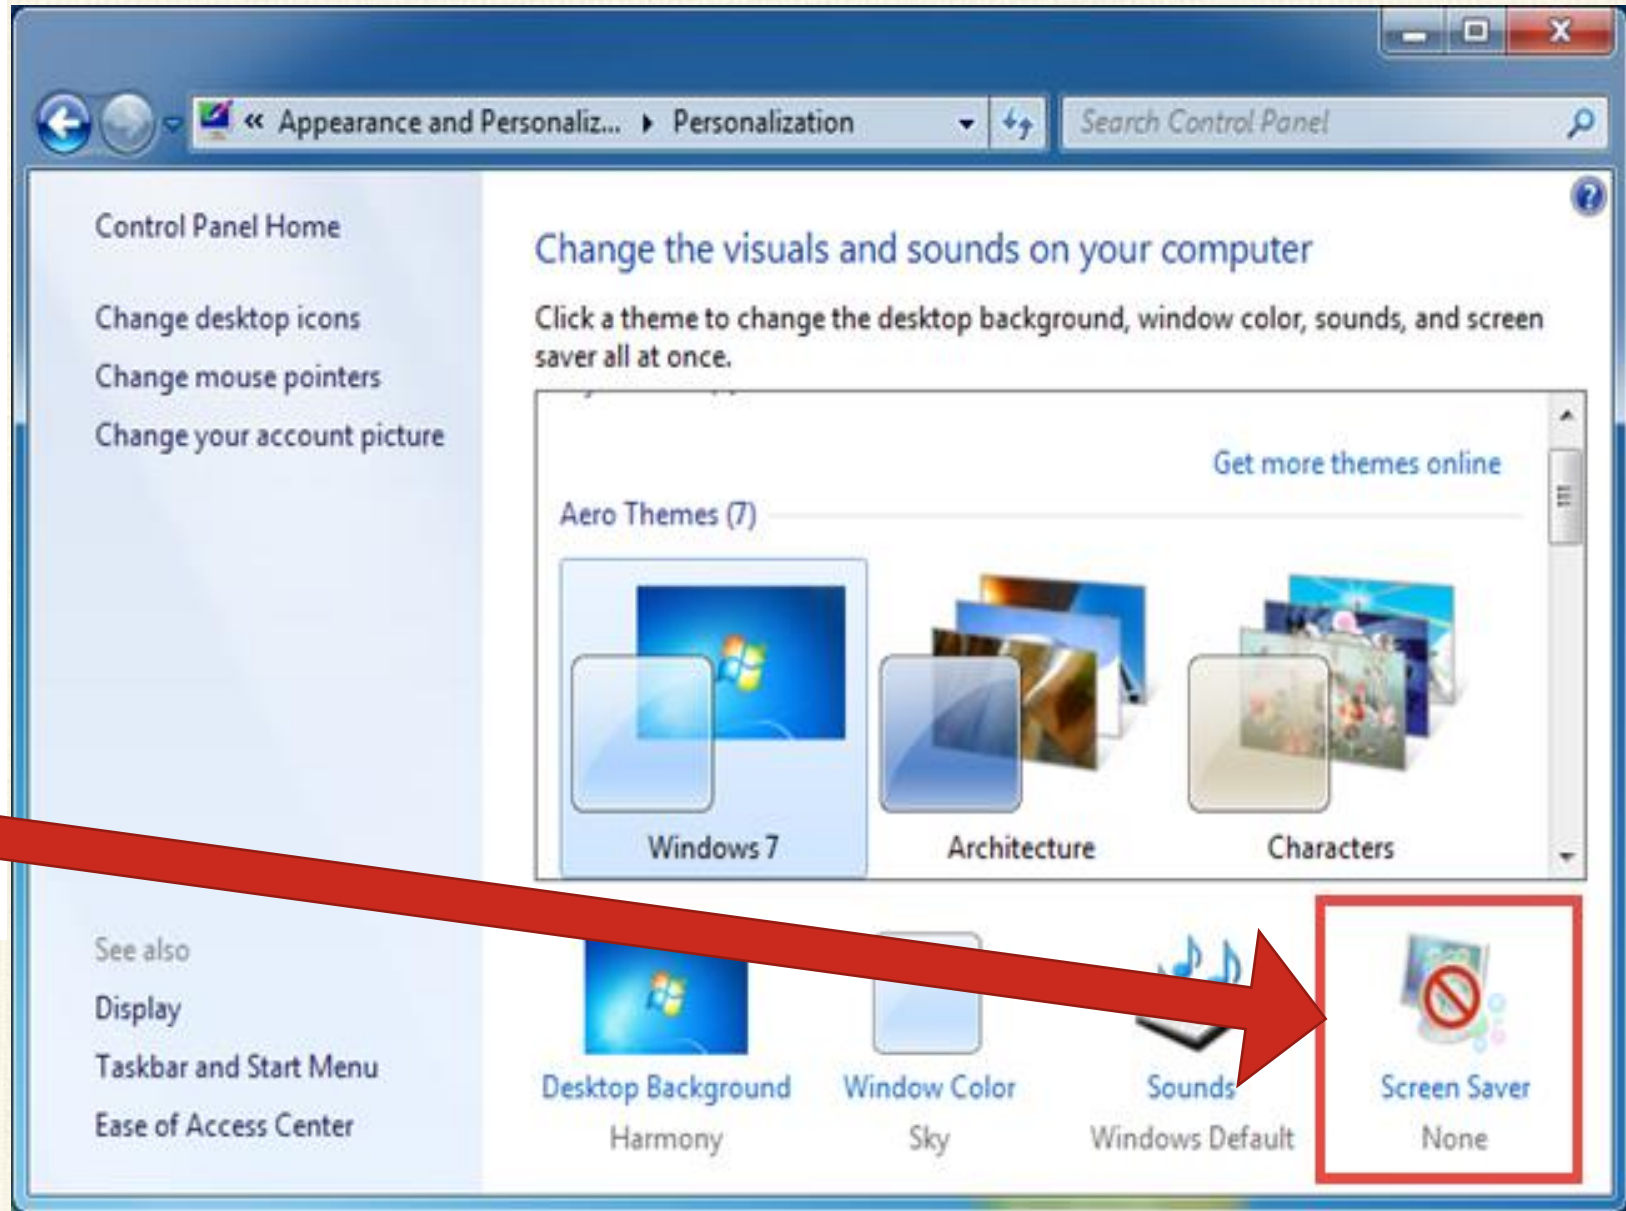 « Appearance and Personaliz... ▸ Personalization
Search Control Panel
Control Panel Home
Change desktop icons
Change mouse pointers
Change your account picture
See also
Display
Taskbar and Start Menu
Ease of Access Center
Change the visuals and sounds on your computer
Click a theme to change the desktop background, window color, sounds, and screen
saver all at once.
Get more themes online
Aero Themes (7)
Windows 7
Architecture
Characters
Desktop Background
Harmony
Window Color
Sky
Sounds
Windows Default
Screen Saver
None